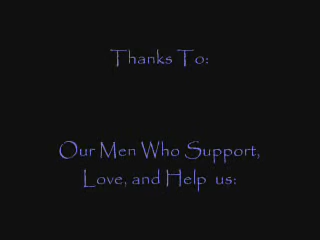 Thanks To:
Our Men Who Support,
Love, and Help us: